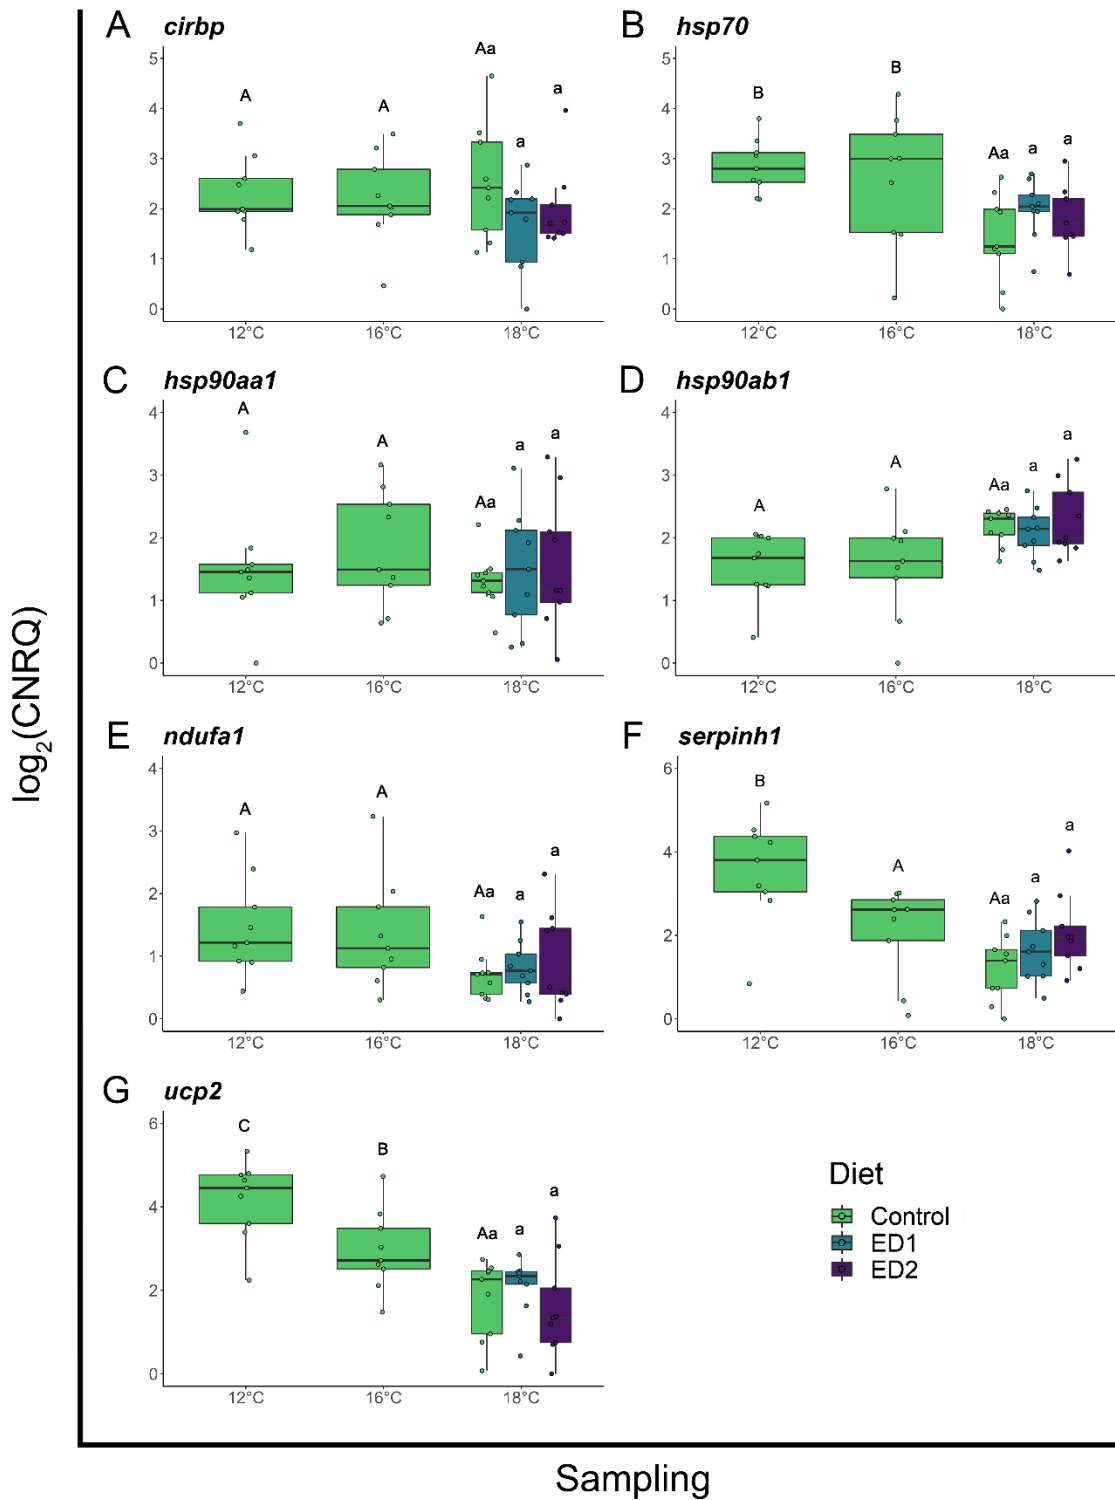 A cirbp
5
4
3
2
1
0
A
A
Aa
a
a
12°C 16°C 18°C
B hsp70
5
4
3
2
1
0
B
B
Aa
a
a
12°C 16°C 18°C
C hsp90aa1
4
3
2
1
0
A
A
Aa
a
a
12°C 16°C 18°C
D hsp90ab1
4
3
2
1
0
A
A
Aa
a
a
12°C 16°C 18°C
E ndufa1
4
3
2
1
0
A
A
Aa
a
a
12°C 16°C 18°C
F serpinh1
6
4
2
0
B
A
Aa
a
a
12°C 16°C 18°C
G ucp2
6
4
2
0
C
B
Aa
a
a
12°C 16°C 18°C
Diet
Control
ED1
ED2
log2(CNRQ)
Sampling